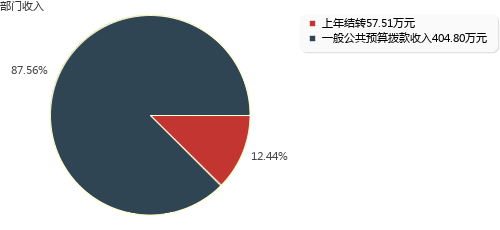 部门收入
上年结转57.51万元
一般公共预算拨款收入404.80万元
87.56%
12.44%